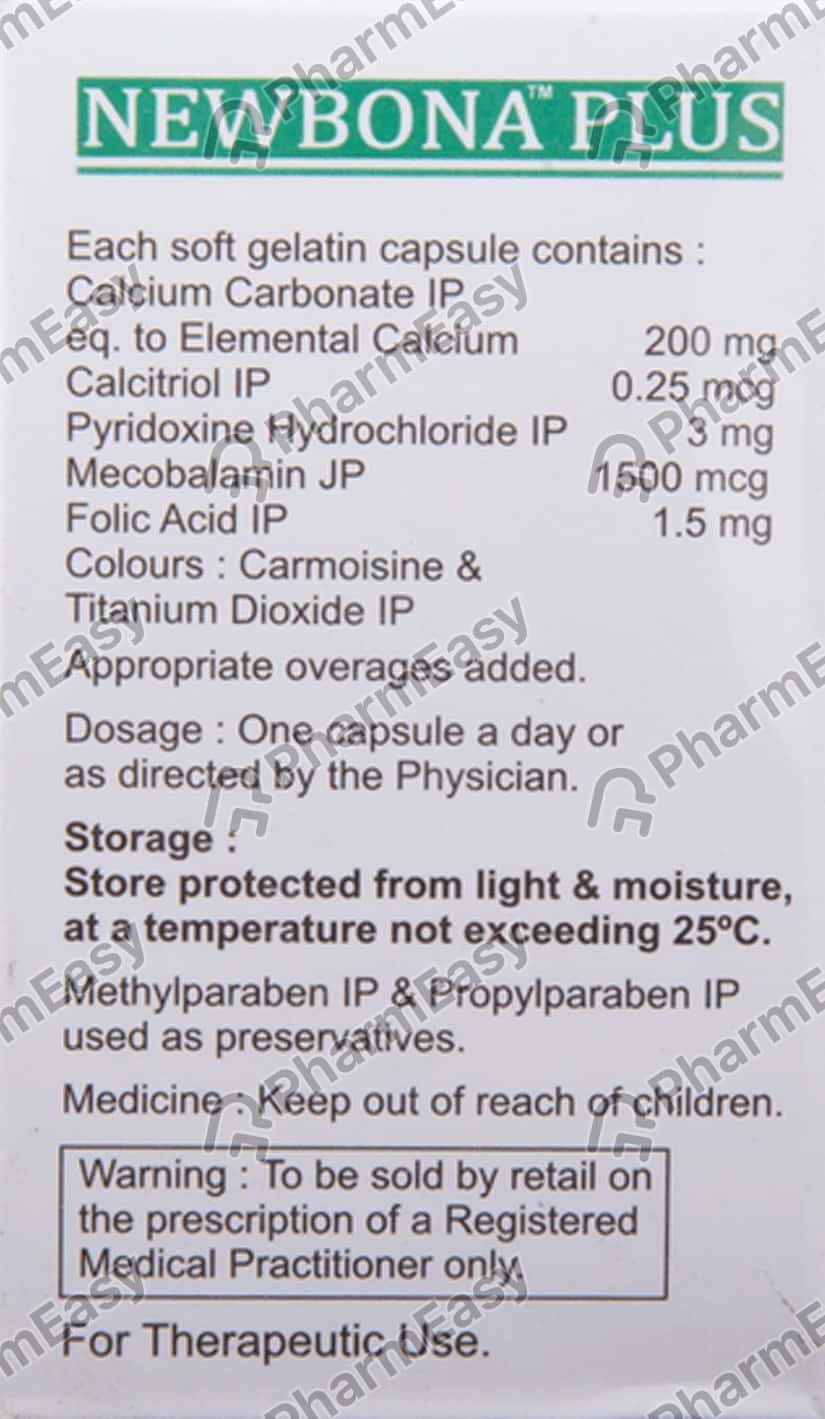 NEWBONA™ PLUS
Each soft gelatin capsule contains :
Calcium Carbonate IP
eq. to Elemental Calcium 200 mg
Calcitriol IP 0.25 mcg
Pyridoxine Hydrochloride IP 3 mg
Mecobalamin JP 1500 mcg
Folic Acid IP 1.5 mg
Colours : Carmoisine &
Titanium Dioxide IP
Appropriate overages added.
Dosage : One capsule a day or
as directed by the Physician.
Storage :
Store protected from light & moisture,
at a temperature not exceeding 25ºC.
Methylparaben IP & Propylparaben IP
used as preservatives.
Medicine : Keep out of reach of children.
Warning : To be sold by retail on
the prescription of a Registered
Medical Practitioner only.
For Therapeutic Use.
PharmEasy